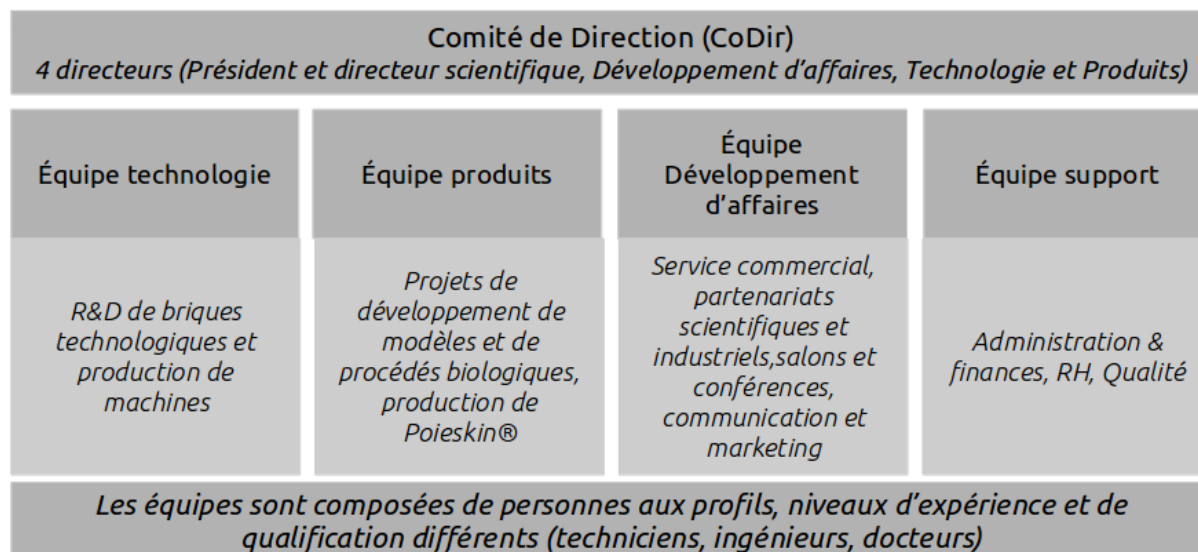 Comité de Direction (CoDir)
4 directeurs (Président et directeur scientifique, Développement d'affaires, Technologie et Produits)
Équipe technologie
Équipe produits
Équipe
Développement
d'affaires
Équipe support
R&D de briques
technologiques et
production de
machines
Projets de
développement de
modèles et de
procédés biologiques,
production de
Poieskin®
Service commercial,
partenariats
scientifiques et
industriels,salons et
conférences,
communication et
marketing
Administration &
finances, RH, Qualité
Les équipes sont composées de personnes aux profils, niveaux d'expérience et de
qualification différents (techniciens, ingénieurs, docteurs)